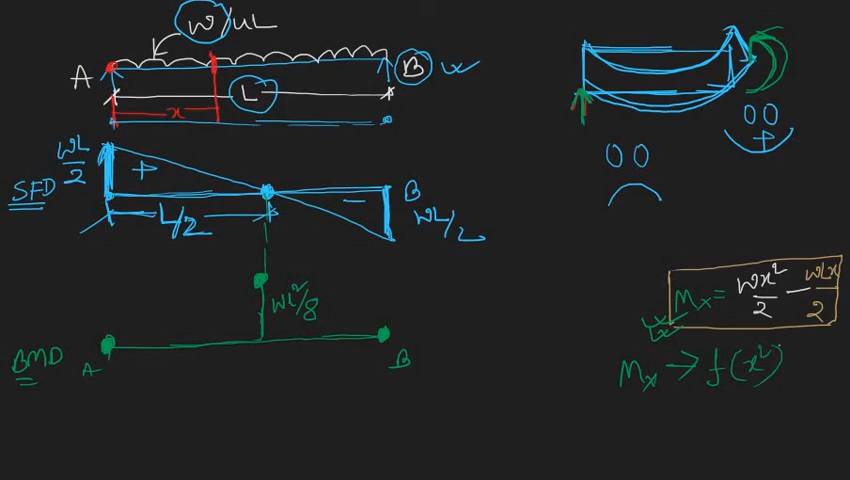 W/UL
A
B
L
x
WL/2
SFD
+
-
B
L/2
WL/2
WL²/8
BMD
A
B
Mx = Wx²/2 - WLx/2
Mx → f(x²)